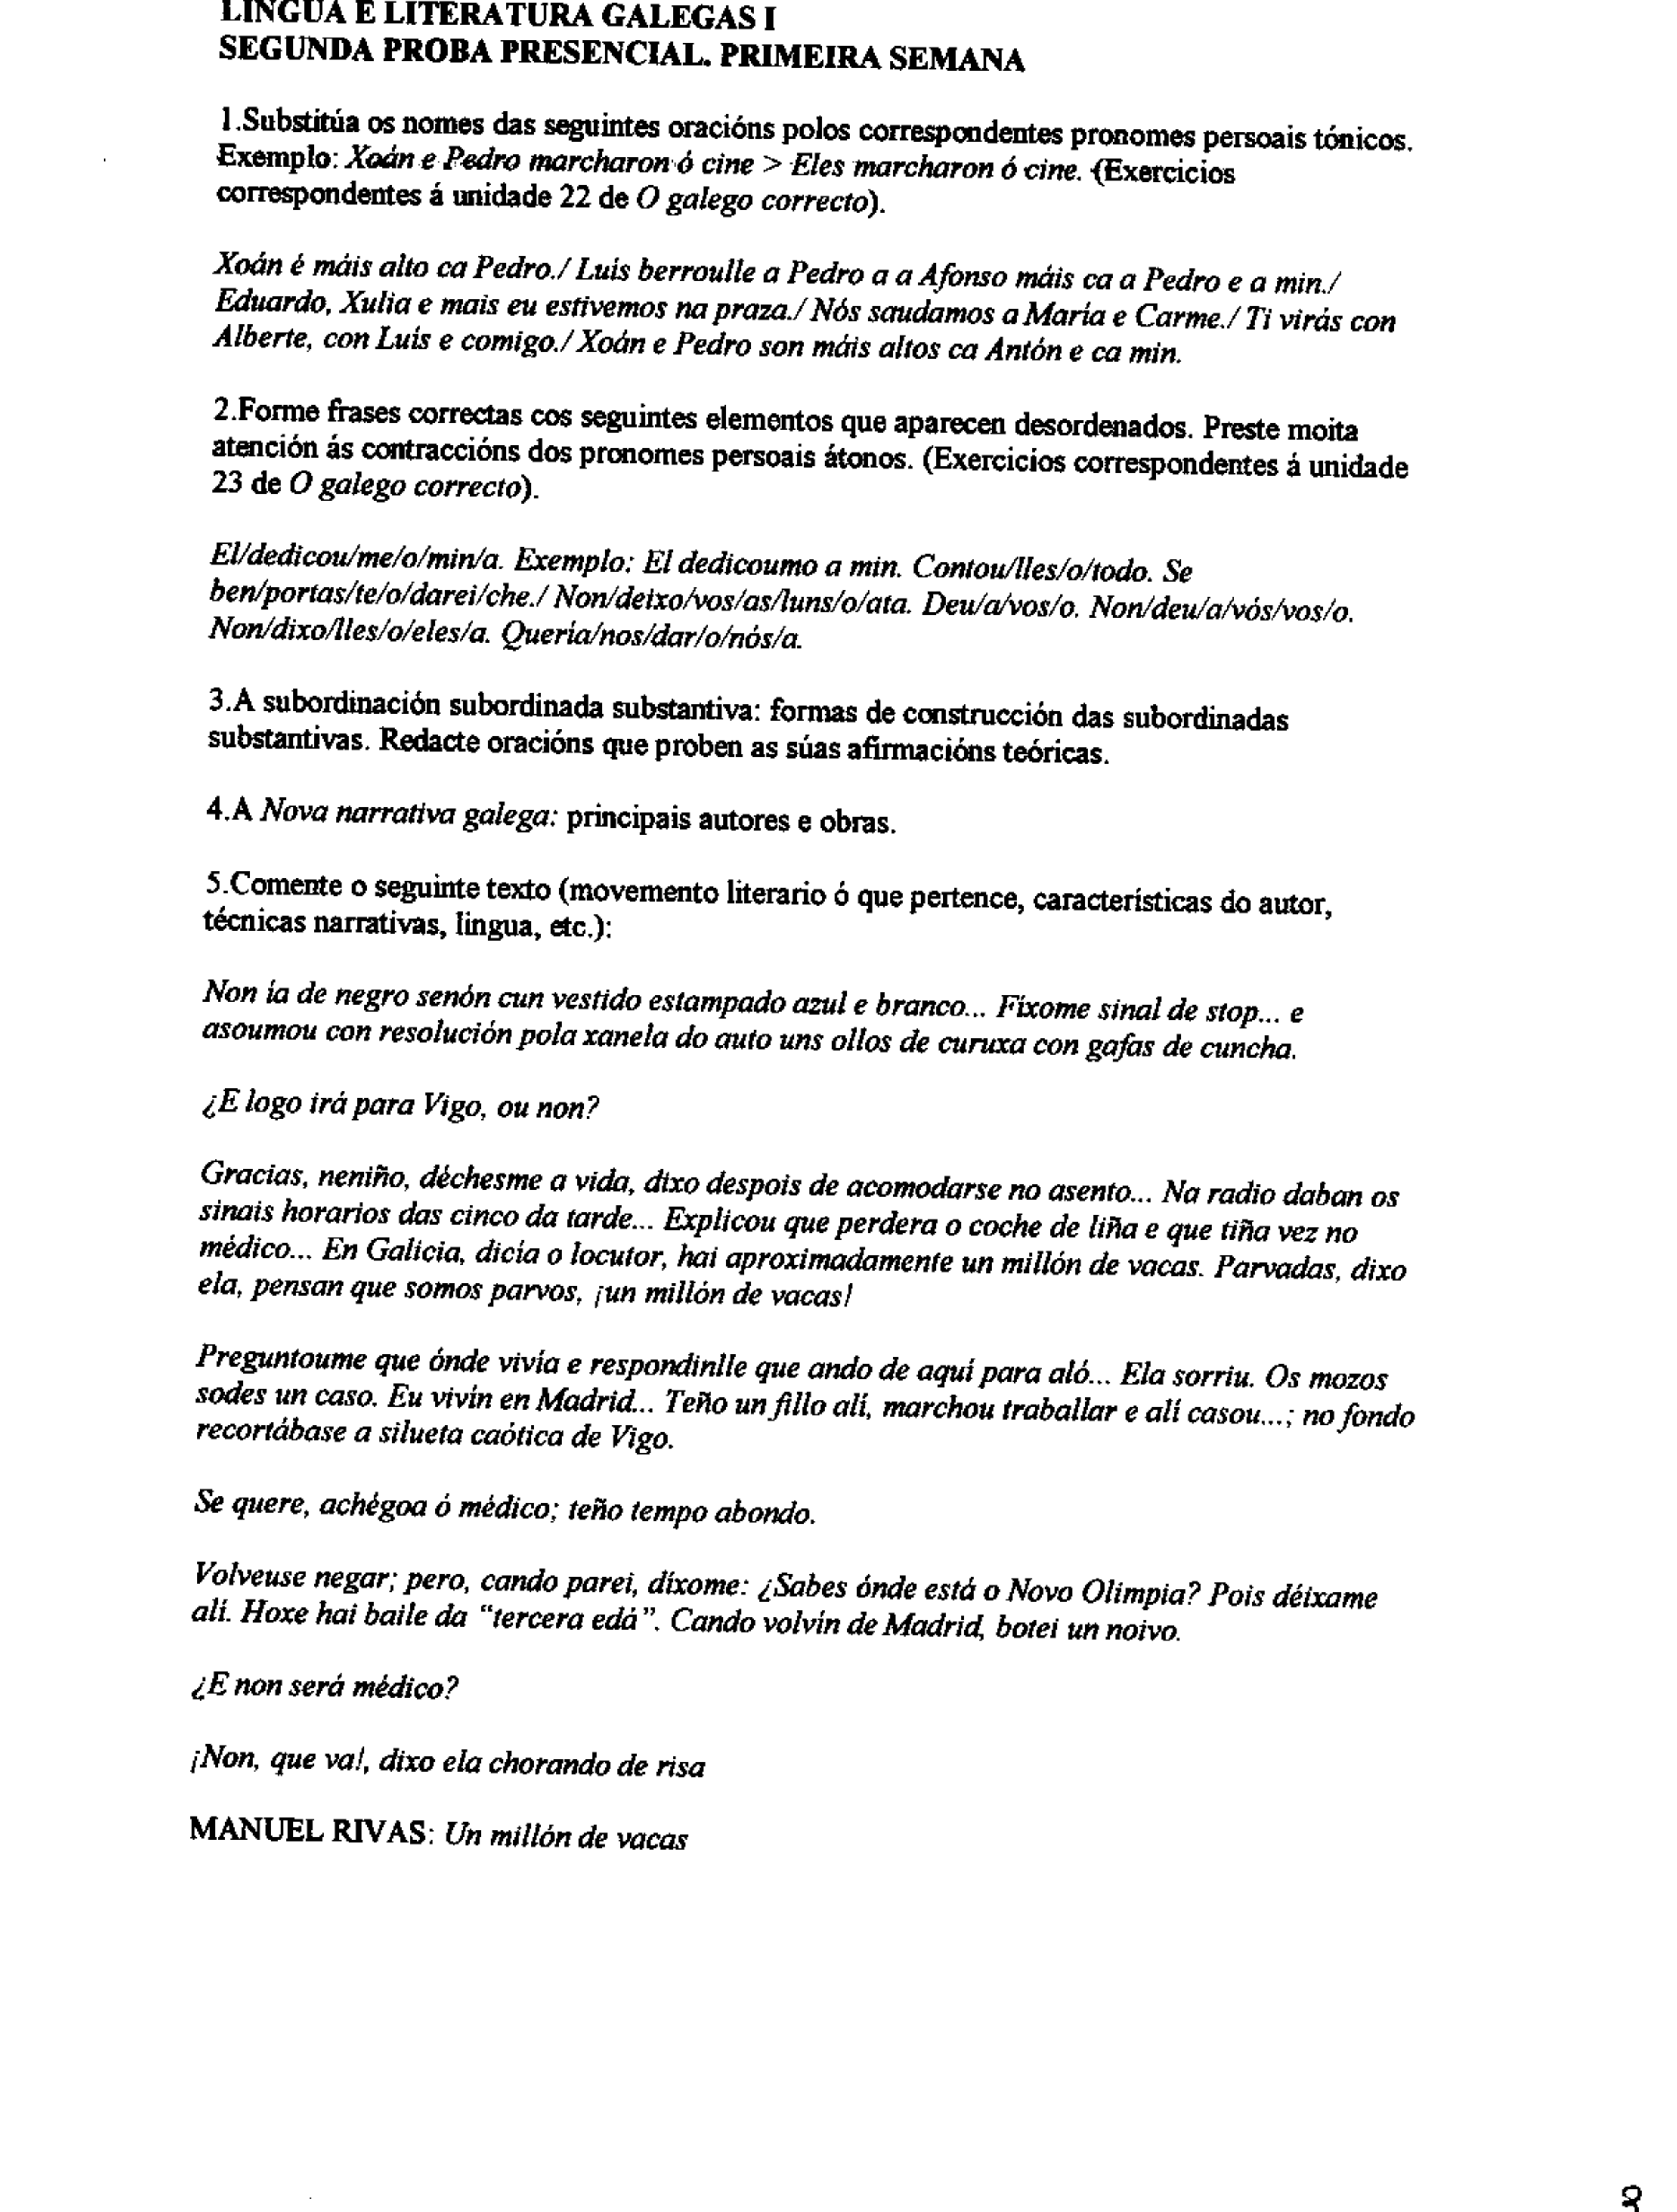 LINGUA E LITERATURA GALEGAS I
SEGUNDA PROBA PRESENCIAL. PRIMEIRA SEMANA
1.Substitúa os nomes das seguintes oracións polos correspondentes pronomes persoais tónicos.
Exemplo: Xoán e Pedro marcharon ó cine > Eles marcharon ó cine. (Exercicios
correspondentes á unidade 22 de O galego correcto).
Xoán é máis alto ca Pedro./ Luís berroulle a Pedro a a Afonso máis ca a Pedro e a min./
Eduardo, Xulia e mais eu estivemos na praza./ Nós saudamos a María e Carme./ Ti virás con
Alberte, con Luís e comigo./ Xoán e Pedro son máis altos ca Antón e ca min.
2.Forme frases correctas cos seguintes elementos que aparecen desordenados. Preste moita
atención ás contraccións dos pronomes persoais átonos. (Exercicios correspondentes á unidade
23 de O galego correcto).
El/dedicou/me/o/min/a. Exemplo: El dedicoumo a min. Contou/lles/o/todo. Se
ben/portas/te/o/darei/che./ Non/deixo/vos/as/luns/o/ata. Deu/a/vos/o. Non/deu/a/vós/vos/o.
Non/dixo/lles/o/eles/a. Quería/nos/dar/o/nós/a.
3.A subordinación subordinada substantiva: formas de construcción das subordinadas
substantivas. Redacte oracións que proben as súas afirmacións teóricas.
4.A Nova narrativa galega: principais autores e obras.
5.Comente o seguinte texto (movemento literario ó que pertence, características do autor,
técnicas narrativas, lingua, etc.):
Non ía de negro senón cun vestido estampado azul e branco... Fíxome sinal de stop... e
asoumou con resolución pola xanela do auto uns ollos de curuxa con gafas de cuncha.
¿E logo irá para Vigo, ou non?
Gracias, neniño, déchesme a vida, dixo despois de acomodarse no asento... Na radio daban os
sinais horarios das cinco da tarde... Explicou que perdera o coche de liña e que tiña vez no
médico... En Galicia, dicía o locutor, hai aproximadamente un millón de vacas. Parvadas, dixo
ela, pensan que somos parvos, ¡un millón de vacas!
Preguntoume que ónde vivía e respondinlle que ando de aquí para aló... Ela sorriu. Os mozos
sodes un caso. Eu vivín en Madrid... Teño un fillo alí, marchou traballar e alí casou...; no fondo
recortábase a silueta caótica de Vigo.
Se quere, achégoa ó médico; teño tempo abondo.
Volveuse negar; pero, cando parei, díxome: ¿Sabes ónde está o Novo Olimpia? Pois déixame
alí. Hoxe hai baile da “tercera edá”. Cando volvín de Madrid, botei un noivo.
¿E non será médico?
¡Non, que va!, dixo ela chorando de risa
MANUEL RIVAS: Un millón de vacas